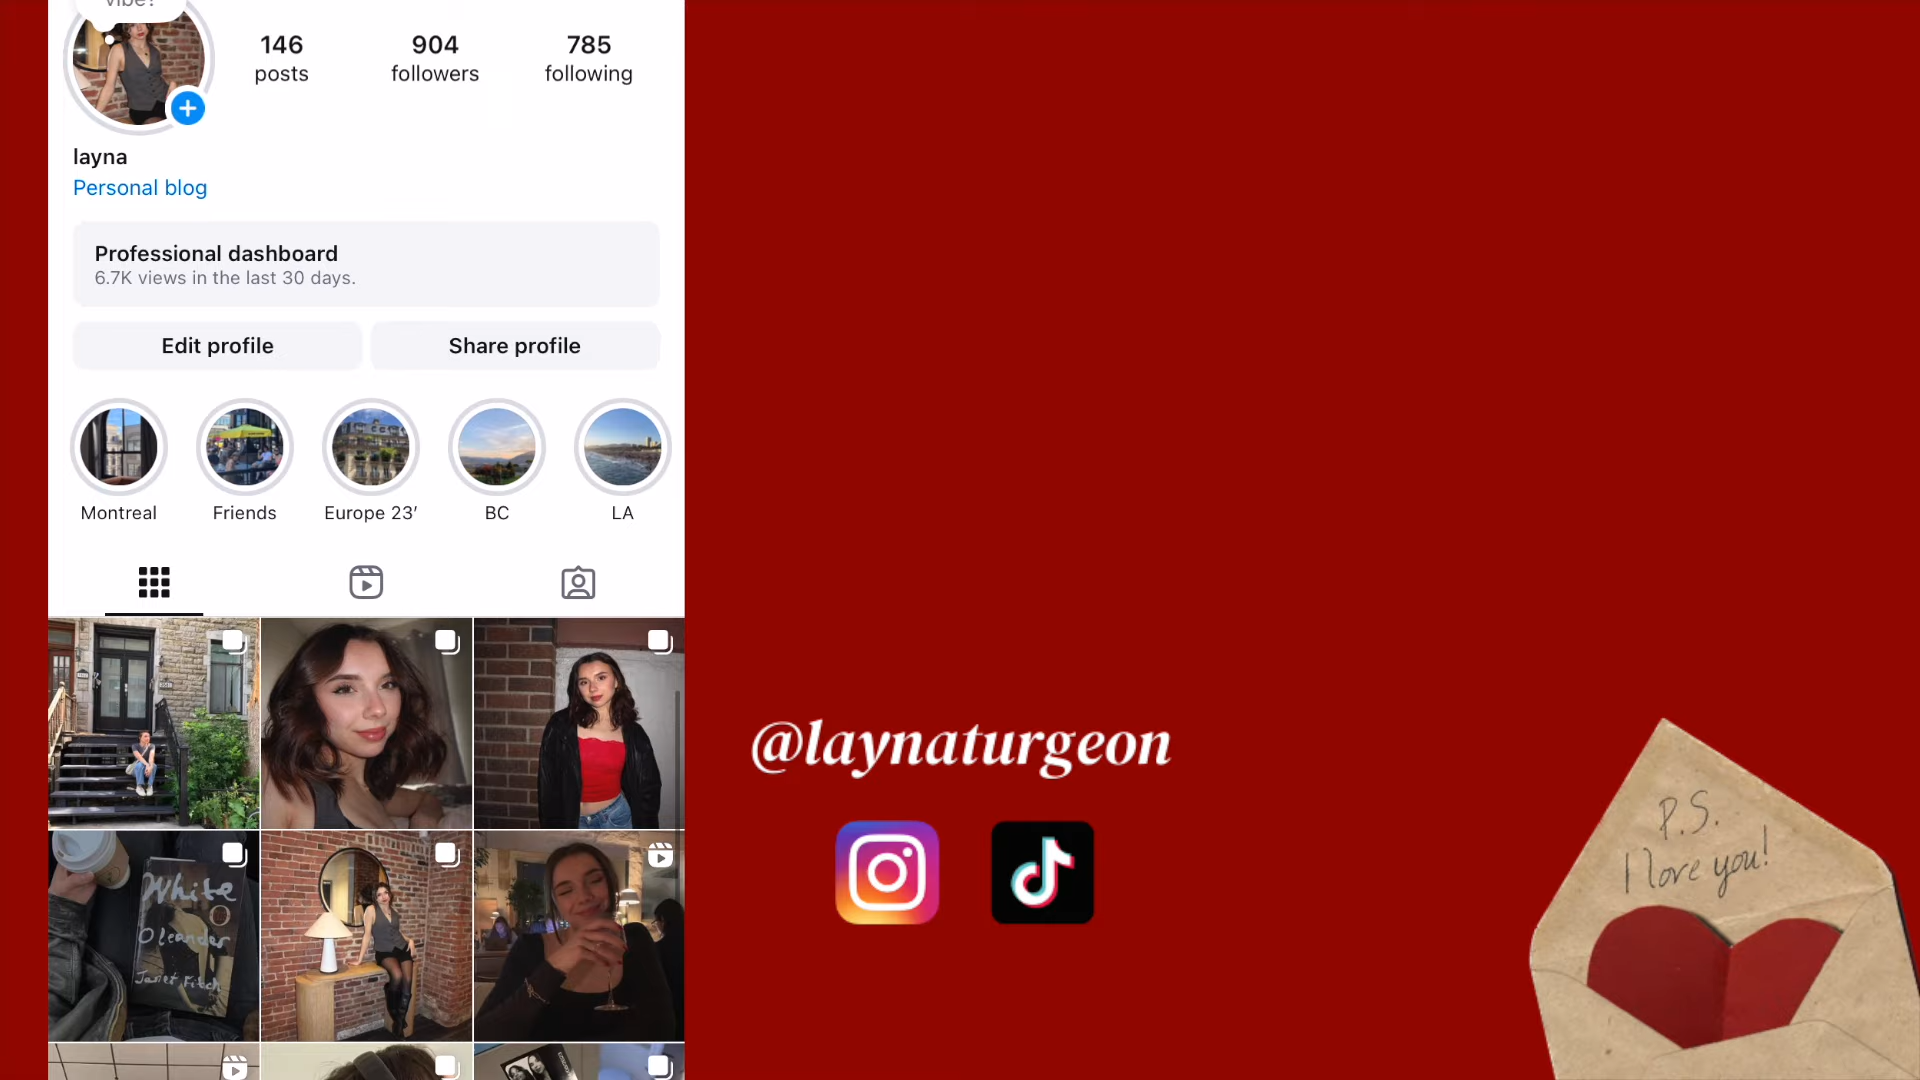 vibe?
146
posts
904
followers
785
following
layna
Personal blog
Professional dashboard
6.7K views in the last 30 days.
Edit profile
Share profile
Montreal
Friends
Europe 23’
BC
LA
White
Oleander
Janet Fitch
@laynaturgeon
P.S.
I love you!